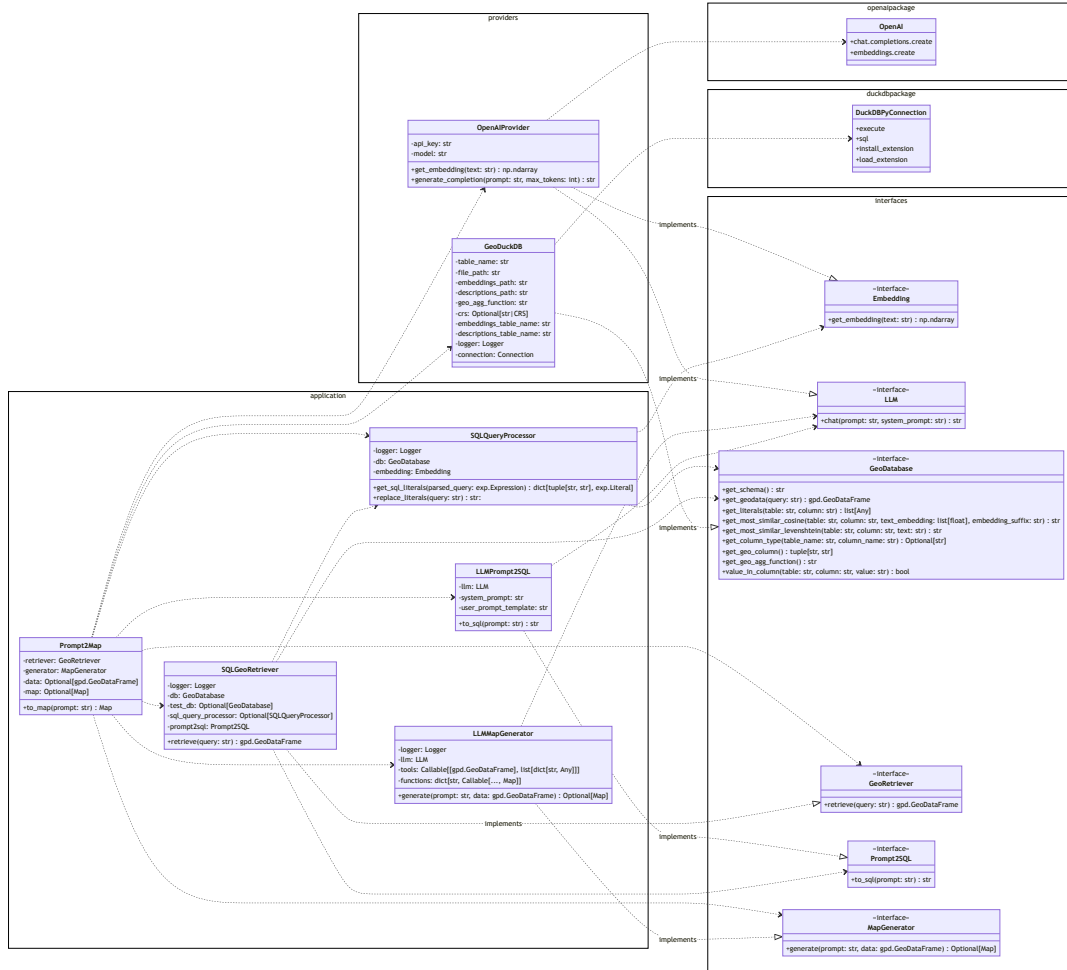 providers
OpenAIProvider
-api_key: str
-model: str
+get_embedding(text: str) : np.ndarray
+generate_completion(prompt: str, max_tokens: int) : str
GeoDuckDB
-table_name: str
-file_path: str
-embeddings_path: str
-descriptions_path: str
-geo_agg_function: str
-crs: Optional[str|CRS]
-embeddings_table_name: str
-descriptions_table_name: str
-logger: Logger
-connection: Connection
openaipackage
OpenAI
+chat.completions.create
+embeddings.create
duckdbpackage
DuckDBPyConnection
+execute
+sql
+install_extension
+load_extension
interfaces
implements
«interface»
Embedding
+get_embedding(text: str) : np.ndarray
implements
«interface»
LLM
+chat(prompt: str, system_prompt: str) : str
implements
«interface»
GeoDatabase
+get_schema() : str
+get_geodata(query: str) : gpd.GeoDataFrame
+get_literals(table: str, column: str) : list[Any]
+get_most_similar_cosine(table: str, column: str, text_embedding: list[float], embedding_suffix: str) : str
+get_most_similar_levenshtein(table: str, column: str, text: str) : str
+get_column_type(table_name: str, column_name: str) : Optional[str]
+get_geo_column() : tuple[str, str]
+get_geo_agg_function() : str
+value_in_column(table: str, column: str, value: str) : bool
application
SQLQueryProcessor
-logger: Logger
-db: GeoDatabase
-embedding: Embedding
+get_sql_literals(parsed_query: exp.Expression) : dict[tuple[str, str], exp.Literal]
+replace_literals(query: str) : str:
LLMPrompt2SQL
-llm: LLM
-system_prompt: str
-user_prompt_template: str
+to_sql(prompt: str) : str
Prompt2Map
-retriever: GeoRetriever
-generator: MapGenerator
-data: Optional[gpd.GeoDataFrame]
-map: Optional[Map]
+to_map(prompt: str) : Map
SQLGeoRetriever
-logger: Logger
-db: GeoDatabase
-test_db: Optional[GeoDatabase]
-sql_query_processor: Optional[SQLQueryProcessor]
-prompt2sql: Prompt2SQL
+retrieve(query: str) : gpd.GeoDataFrame
LLMMapGenerator
-logger: Logger
-llm: LLM
-tools: Callable[[gpd.GeoDataFrame], list[dict[str, Any]]]
-functions: dict[str, Callable[..., Map]]
+generate(prompt: str, data: gpd.GeoDataFrame) : Optional[Map]
implements
«interface»
GeoRetriever
+retrieve(query: str) : gpd.GeoDataFrame
implements
«interface»
Prompt2SQL
+to_sql(prompt: str) : str
implements
«interface»
MapGenerator
+generate(prompt: str, data: gpd.GeoDataFrame) : Optional[Map]